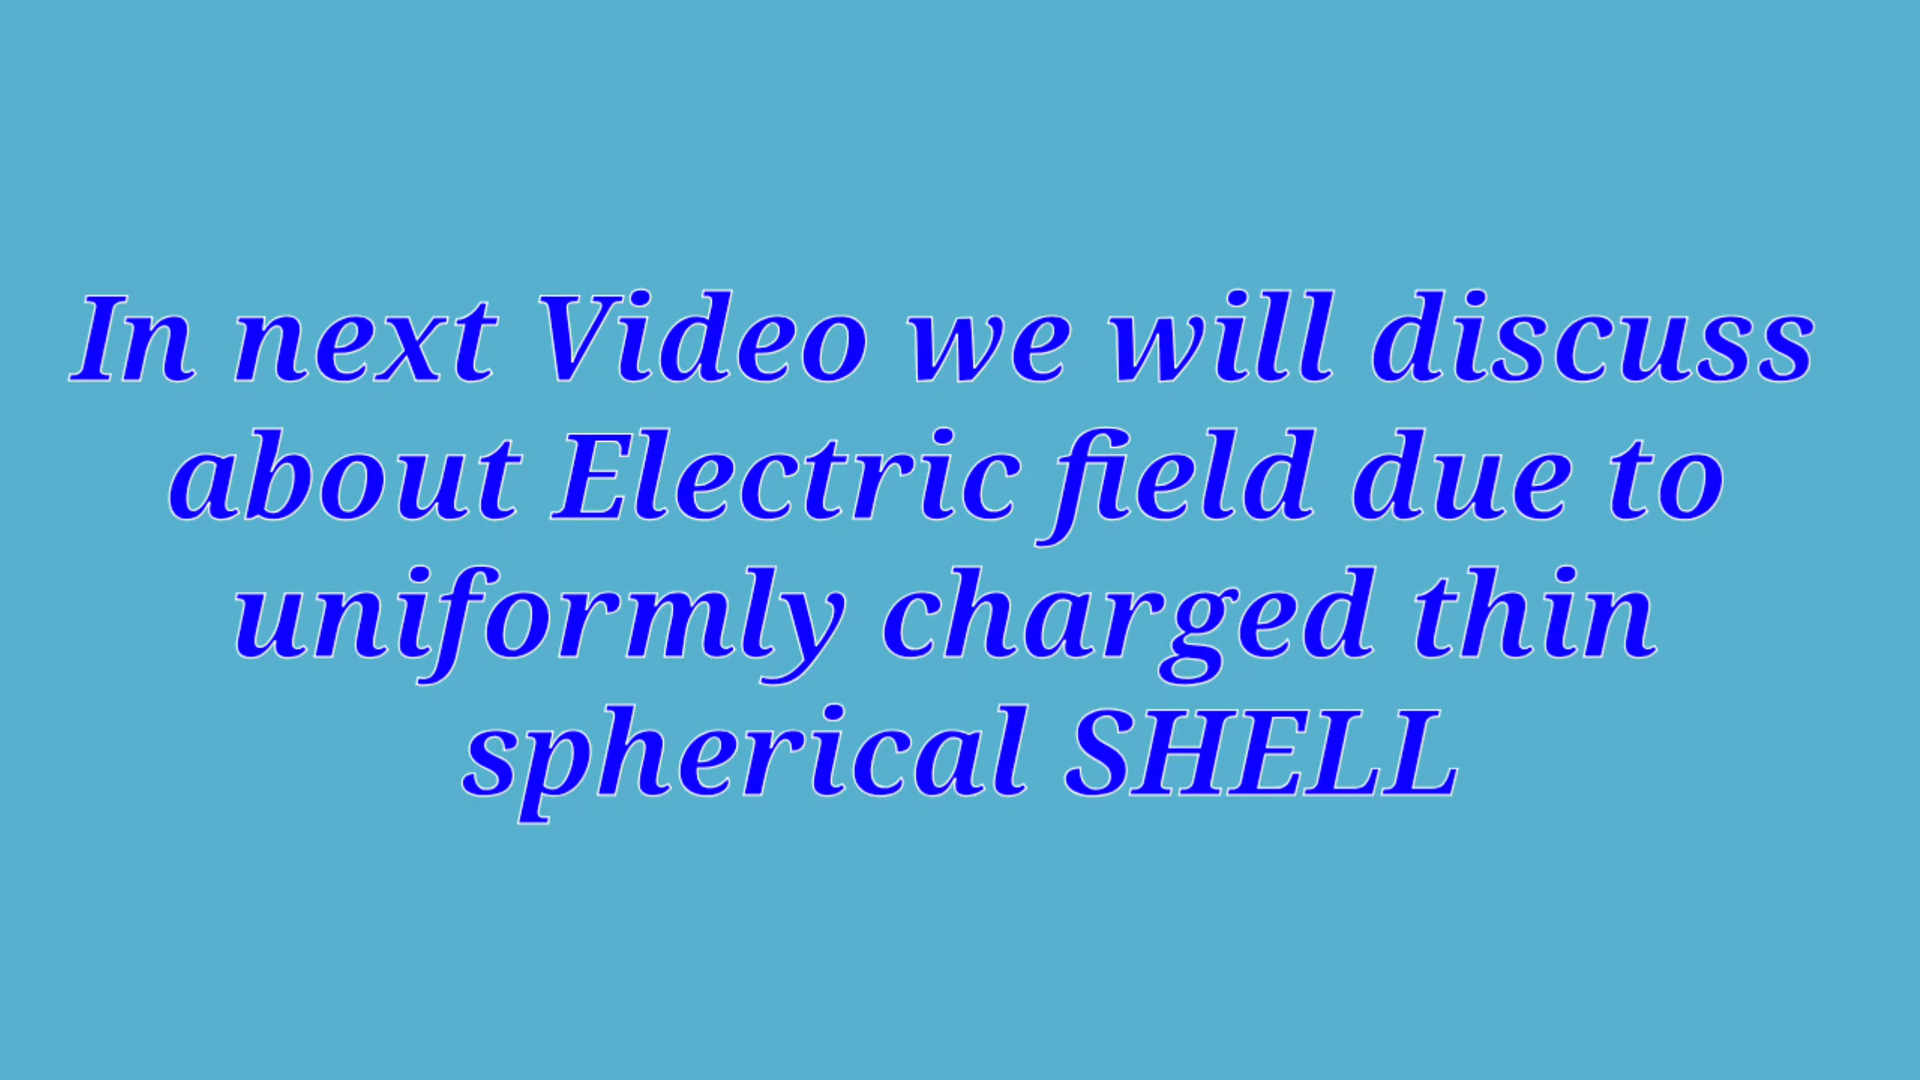 In next Video we will discuss
about Electric field due to
uniformly charged thin
spherical SHELL